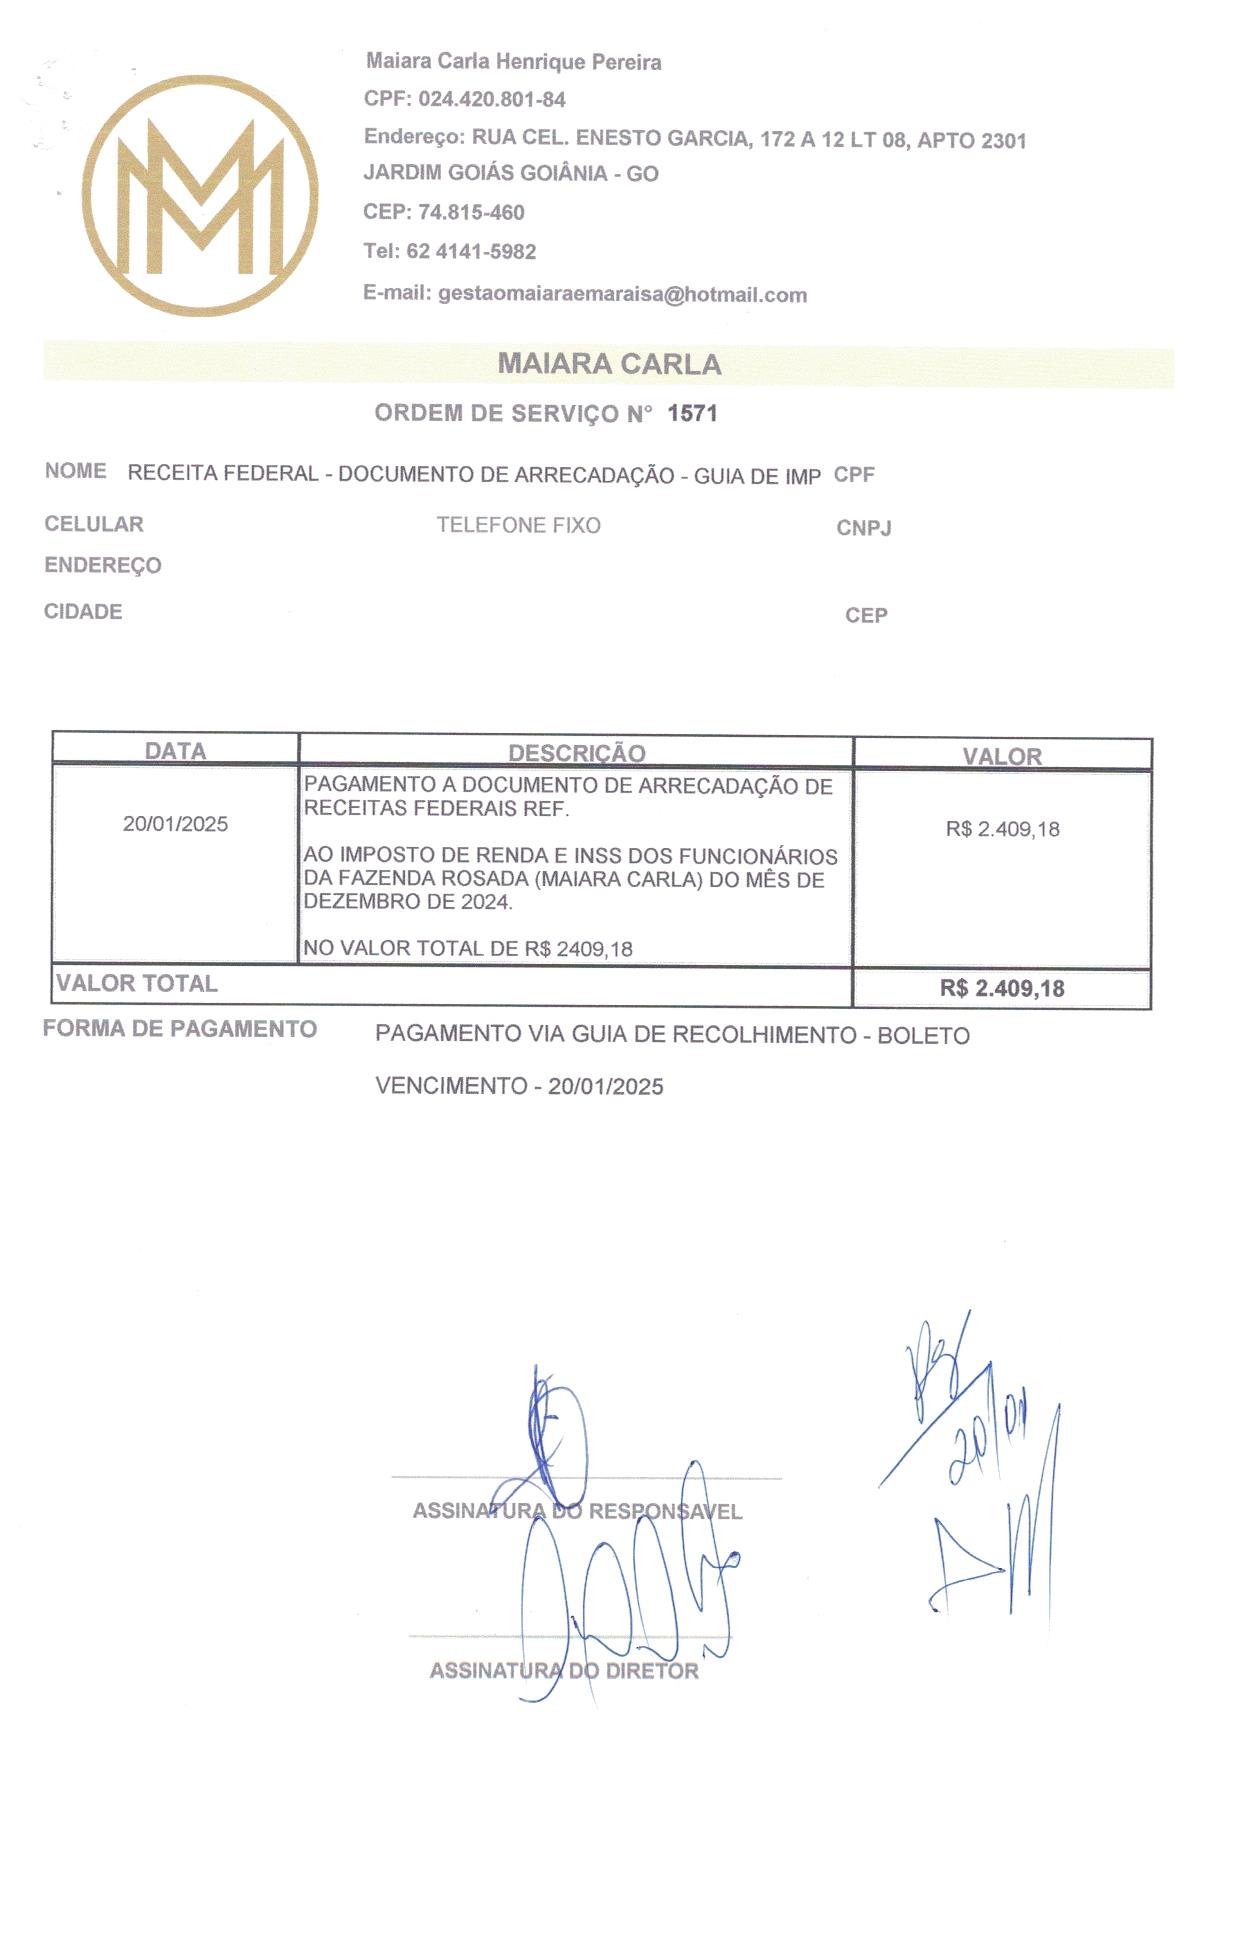 Maiara Carla Henrique Pereira
CPF: 024.420.801-84
Endereço: RUA CEL. ENESTO GARCIA, 172 A 12 LT 08, APTO 2301
JARDIM GOIÁS GOIÂNIA - GO
CEP: 74.815-460
Tel: 62 4141-5982
E-mail: gestaomaiaraemaraisa@hotmail.com
MAIARA CARLA
ORDEM DE SERVIÇO N° 1571
NOME RECEITA FEDERAL - DOCUMENTO DE ARRECADAÇÃO - GUIA DE IMP CPF
CELULAR TELEFONE FIXO CNPJ
ENDEREÇO
CIDADE CEP
DATA DESCRIÇÃO VALOR
PAGAMENTO A DOCUMENTO DE ARRECADAÇÃO DE
RECEITAS FEDERAIS REF.
20/01/2025 R$ 2.409,18
AO IMPOSTO DE RENDA E INSS DOS FUNCIONÁRIOS
DA FAZENDA ROSADA (MAIARA CARLA) DO MÊS DE
DEZEMBRO DE 2024.
NO VALOR TOTAL DE R$ 2409,18
VALOR TOTAL R$ 2.409,18
FORMA DE PAGAMENTO PAGAMENTO VIA GUIA DE RECOLHIMENTO - BOLETO
VENCIMENTO - 20/01/2025
20/01
ASSINATURA DO RESPONSAVEL
ASSINATURA DO DIRETOR